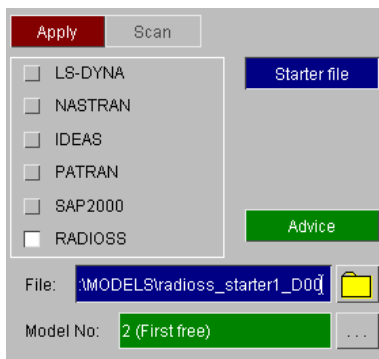 Apply Scan
LS-DYNA Starter file
NASTRAN
IDEAS
PATRAN
SAP2000
RADIOSS Advice
File: :\MODELS\radioss_starter1_D00
Model No: 2 (First free) ...